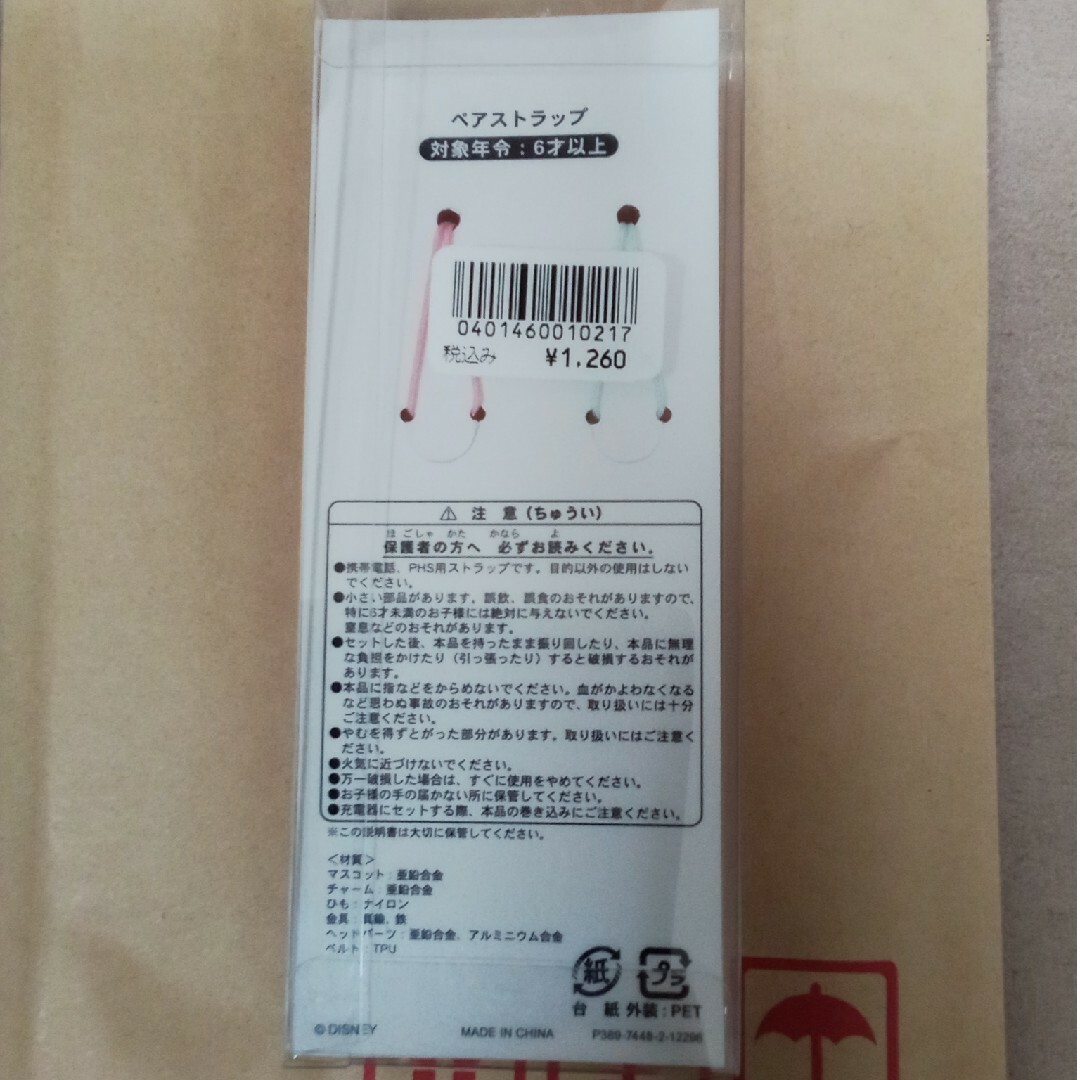 ペアストラップ
対象年令：6才以上
0401460010217
税込み ¥1,260
⚠ 注 意（ちゅうい）
ほ ごしゃ かた かなら よ
保護者の方へ 必ずお読みください。
●携帯電話、PHS用ストラップです。目的以外の使用はしない
でください。
●小さい部品があります。誤飲、誤食のおそれがありますので、
特に6才未満のお子様には絶対に与えないでください。
窒息などのおそれがあります。
●セットした後、本品を持ったまま振り回したり、本品に無理
な負担をかけたり（引っ張ったり）すると破損するおそれが
あります。
●本品に指などをからめないでください。血がかよわなくなる
など思わぬ事故のおそれがありますので、取り扱いには十分
ご注意ください。
●やむを得ずとがった部分があります。取り扱いにはご注意く
ださい。
●火気に近づけないでください。
●万一破損した場合は、すぐに使用をやめてください。
●お子様の手の届かない所に保管してください。
●充電器にセットする際、本品の巻き込みにご注意ください。
※この説明書は大切に保管してください。
＜材質＞
マスコット：亜鉛合金
チャーム：亜鉛合金
ひも：ナイロン
金具：真鍮、鉄
ヘッドパーツ：亜鉛合金、アルミニウム合金
ベルト：TPU
紙 プラ
台 紙 外装：PET
© DISNEY MADE IN CHINA P369-7448-2-12206